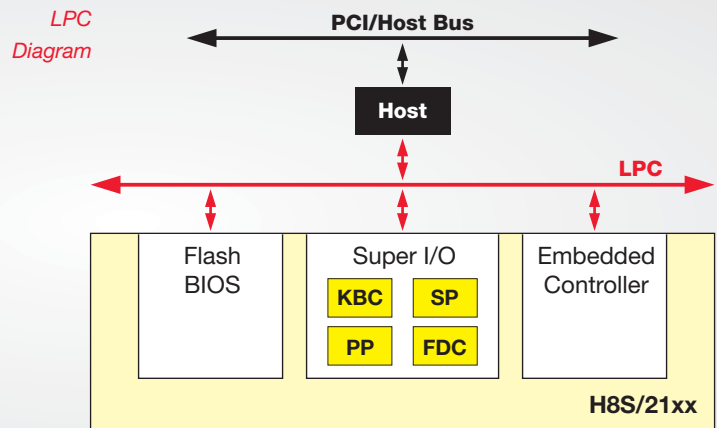 LPC
Diagram
PCI/Host Bus
Host
LPC
Flash
BIOS
Super I/O
KBC
SP
PP
FDC
Embedded
Controller
H8S/21xx